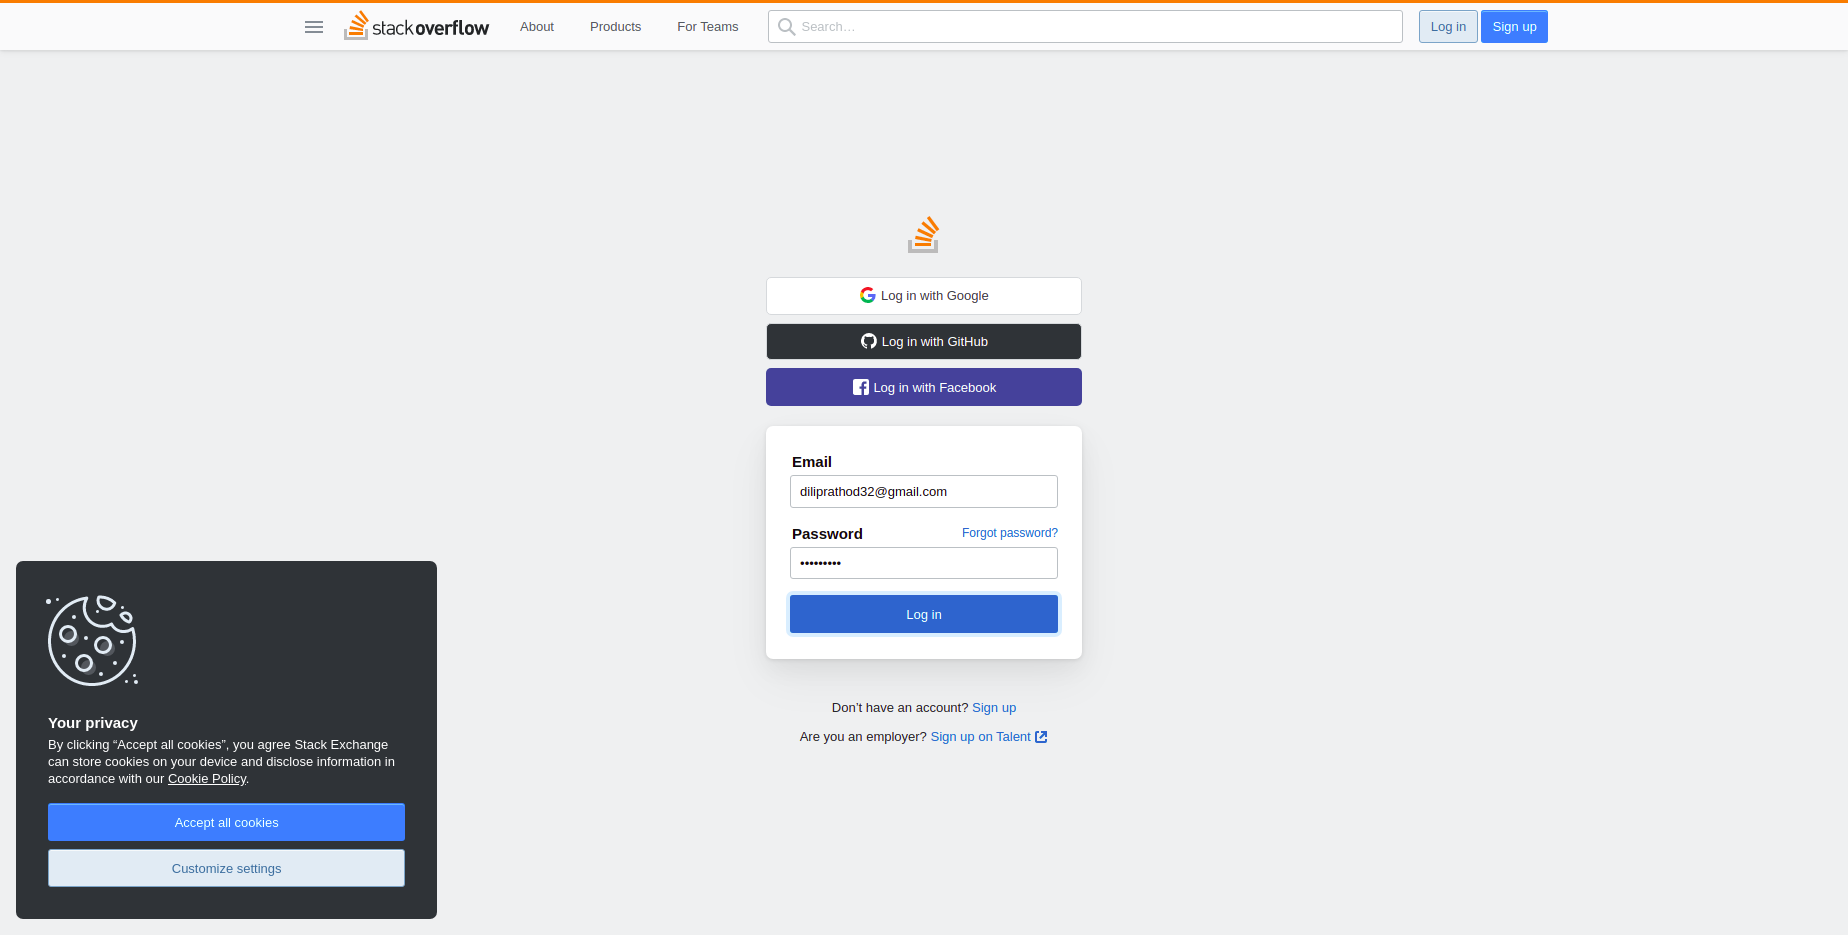 stackoverflow About Products For Teams Search… Log in Sign up
Log in with Google
Log in with GitHub
Log in with Facebook
Email
diliprathod32@gmail.com
Password Forgot password?
•••••••••
Log in
Don’t have an account? Sign up
Are you an employer? Sign up on Talent
Your privacy
By clicking “Accept all cookies”, you agree Stack Exchange
can store cookies on your device and disclose information in
accordance with our Cookie Policy.
Accept all cookies
Customize settings